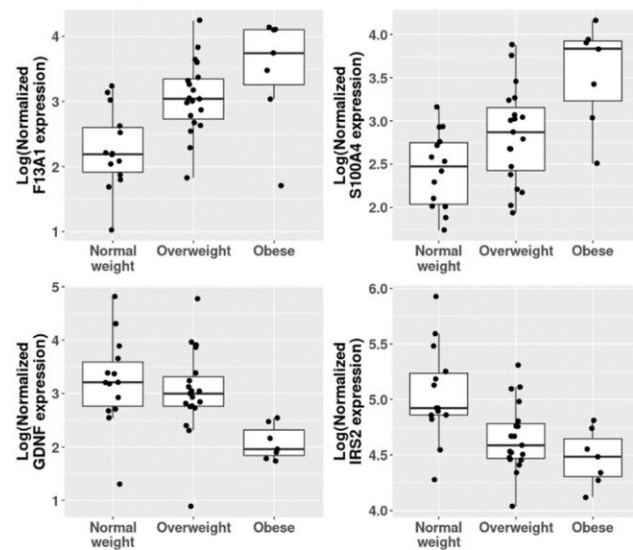 Log(Normalized
F13A1 expression)
4
3
2
1
Normal
weight
Overweight
Obese
Log(Normalized
S100A4 expression)
4.0
3.5
3.0
2.5
2.0
Normal
weight
Overweight
Obese
Log(Normalized
GDNF expression)
5
4
3
2
1
Normal
weight
Overweight
Obese
Log(Normalized
IRS2 expression)
6.0
5.5
5.0
4.5
4.0
Normal
weight
Overweight
Obese